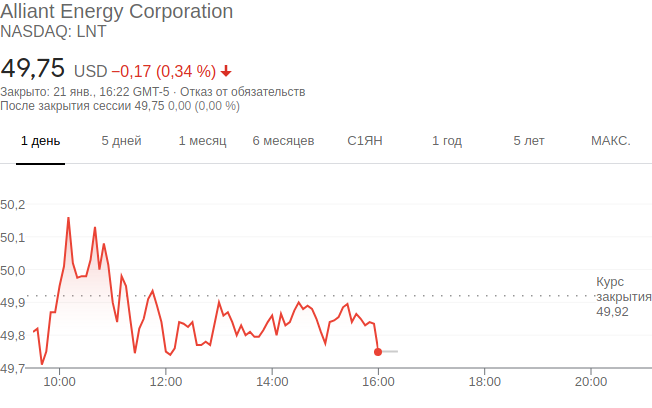 Alliant Energy Corporation
NASDAQ: LNT
49,75 USD −0,17 (0,34 %)
Закрыто: 21 янв., 16:22 GMT-5 · Отказ от обязательств
После закрытия сессии 49,75 0,00 (0,00 %)
1 день 5 дней 1 месяц 6 месяцев С1ЯН 1 год 5 лет МАКС.
50,2
50,1
50,0
Курс
закрытия
49,92
49,9
49,8
49,7
10:00 12:00 14:00 16:00 18:00 20:00